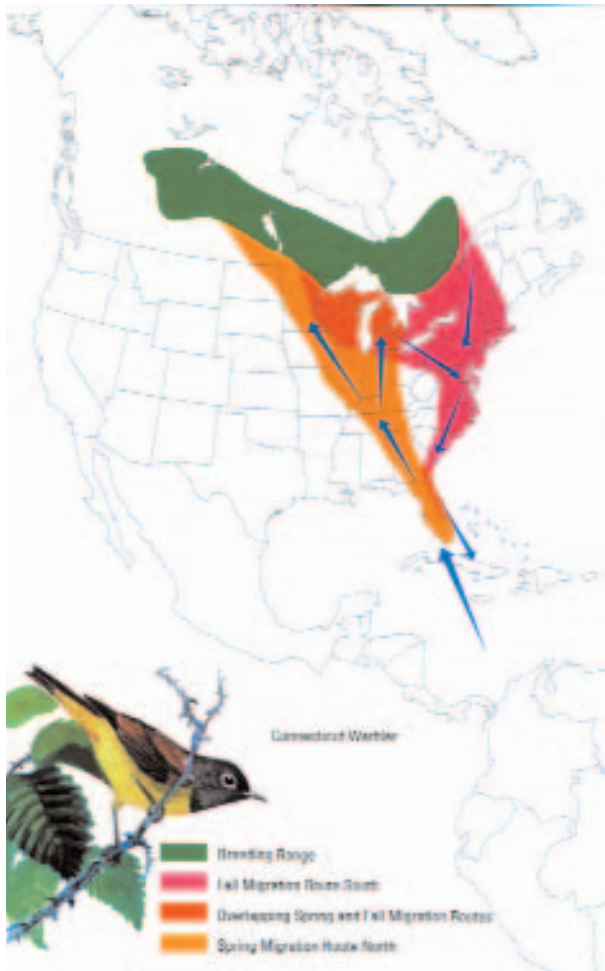 Connecticut Warbler
Breeding Range
Fall Migration Route South
Overlapping Spring and Fall Migration Routes
Spring Migration Route North